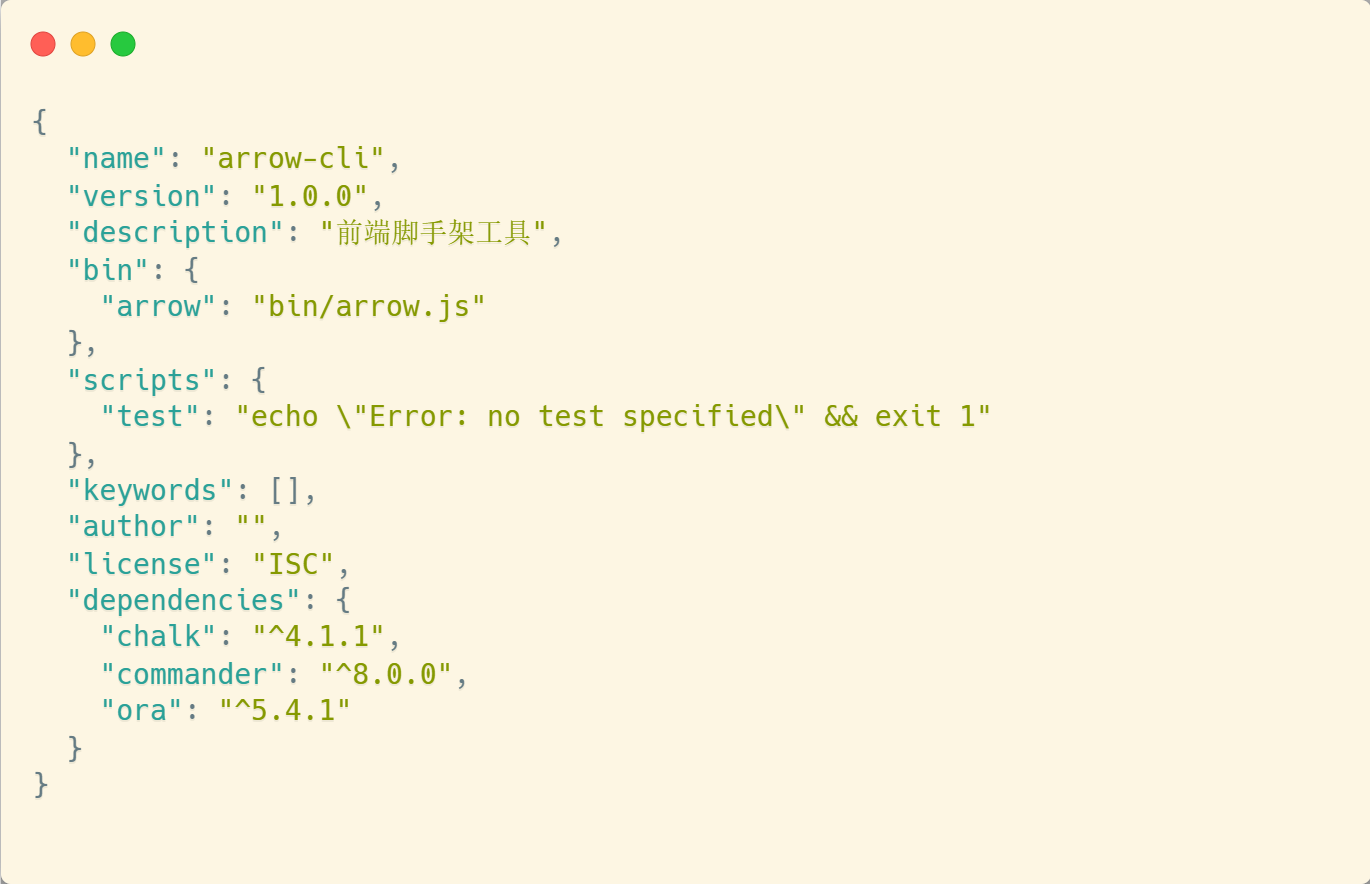 {
  "name": "arrow-cli",
  "version": "1.0.0",
  "description": "前端脚手架工具",
  "bin": {
    "arrow": "bin/arrow.js"
  },
  "scripts": {
    "test": "echo \"Error: no test specified\" && exit 1"
  },
  "keywords": [],
  "author": "",
  "license": "ISC",
  "dependencies": {
    "chalk": "^4.1.1",
    "commander": "^8.0.0",
    "ora": "^5.4.1"
  }
}